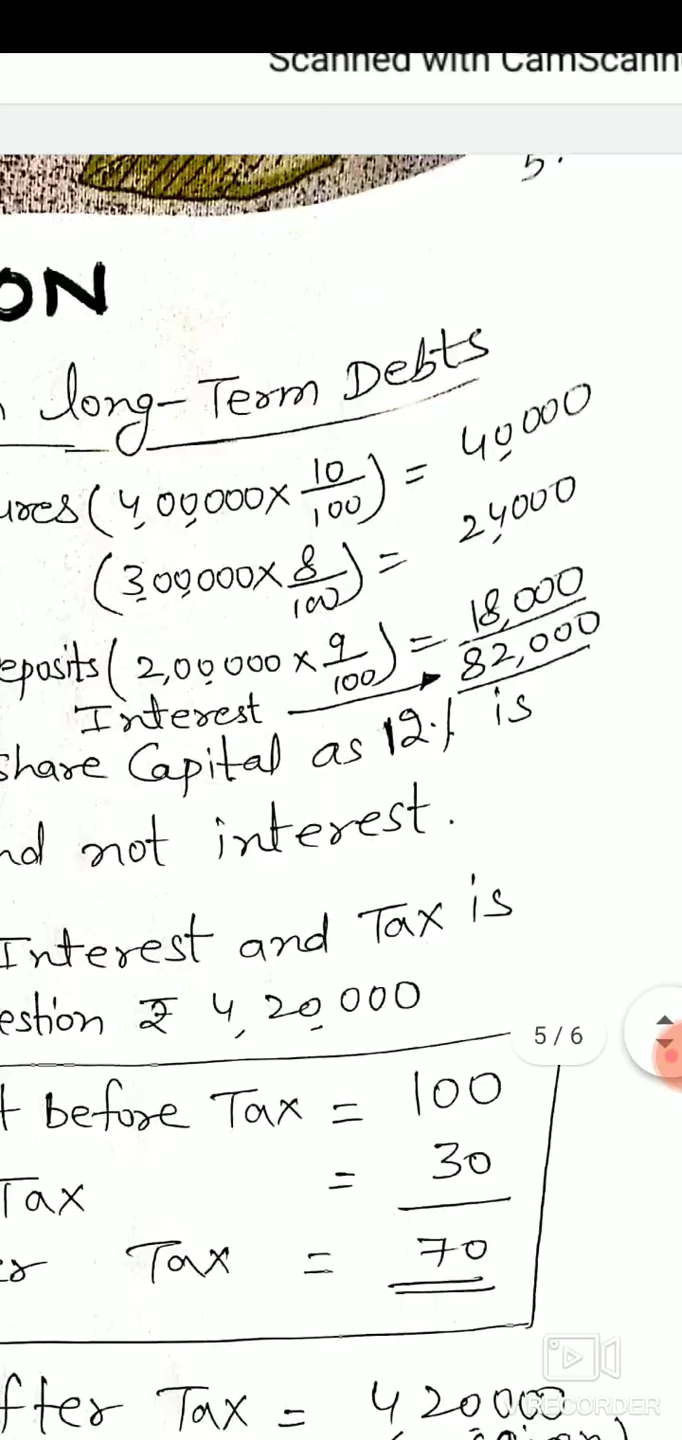 Scanned with CamScann
5.
ON
n long-Term Debts
ures (4,00,000 x 10/100) = 40,000
(3,00,000 x 8/100) = 24,000
eposits (2,00,000 x 9/100) = 18,000
Interest → 82,000
share Capital as 12% is
nd not interest.
Interest and Tax is
estion ₹ 4,20,000
5 / 6
t before Tax = 100
Tax = 30
er Tax = 70
fter Tax = 420000
VIRECORDER